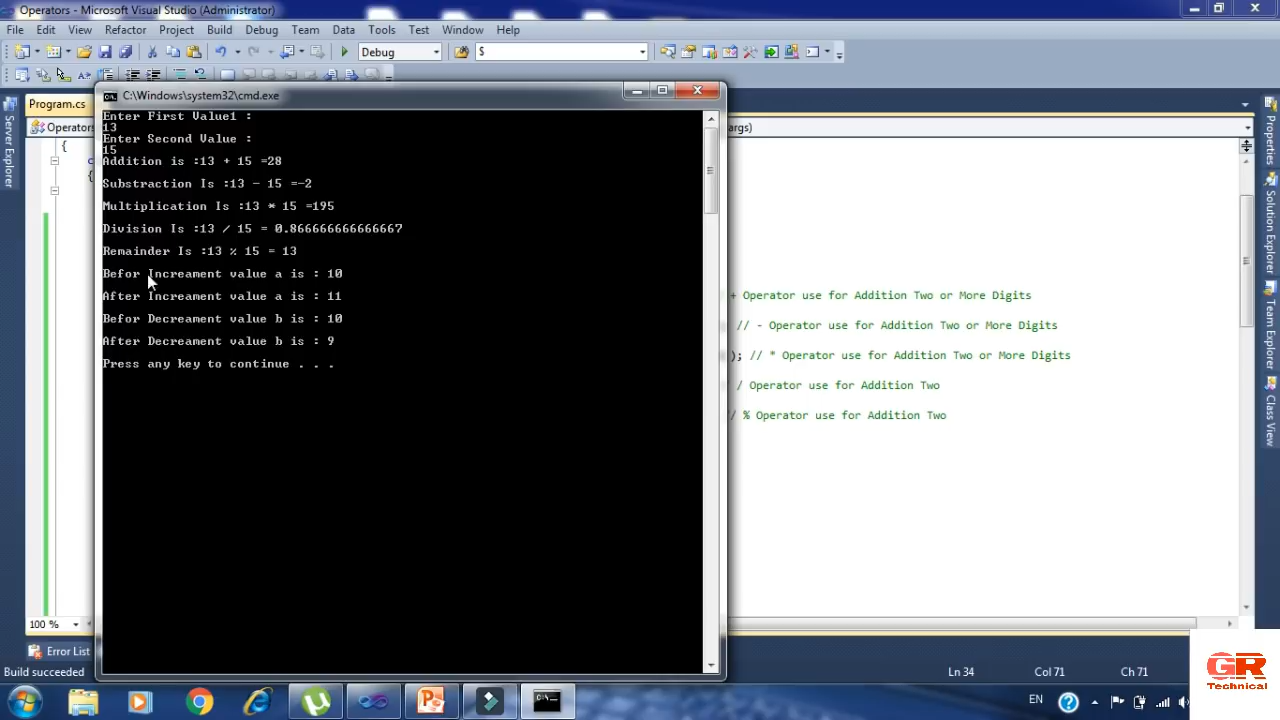 Operators - Microsoft Visual Studio (Administrator)
File Edit View Refactor Project Build Debug Team Data Tools Test Window Help
Debug $
Program.cs
C:\Windows\system32\cmd.exe
Operators args)
Enter First Value1 :
13
Enter Second Value :
15
Addition is :13 + 15 =28
Substraction Is :13 - 15 =-2
Multiplication Is :13 * 15 =195
Division Is :13 / 15 = 0.866666666666667
Remainder Is :13 % 15 = 13
Befor Increament value a is : 10
After Increament value a is : 11
Befor Decreament value b is : 10
After Decreament value b is : 9
Press any key to continue . . .
{
{
+ Operator use for Addition Two or More Digits
// - Operator use for Addition Two or More Digits
); // * Operator use for Addition Two or More Digits
/ Operator use for Addition Two
// % Operator use for Addition Two
Server Explorer
Properties
Solution Explorer
Team Explorer
Class View
100 %
Error List
Build succeeded Ln 34 Col 71 Ch 71
EN
GR
Technical